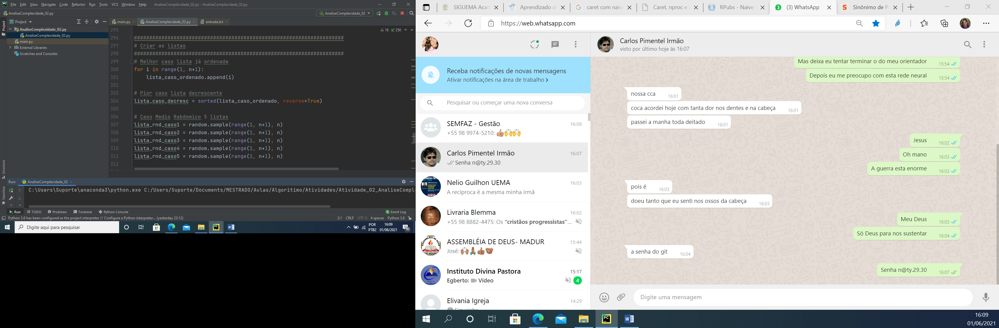 File Edit View Navigate Code Refactor Run Tools VCS Window Help AnaliseComplexidade_02.py - AnaliseComplexidade_02.py
AnaliseComplexidade_02.py
AnaliseComplexidade_02
Project
main.py
AnaliseComplexidade_02.py
entrada.txt
Project
AnaliseComplexidade_02.py
AnaliseComplexidade_02.py
main.py
External Libraries
Scratches and Consoles
Structure
Favorites
16 250
295
296 #####################################################################
297 # Criar as listas
298 #####################################################################
299 # Melhor caso lista já ordenada
300 for i in range(1, n+1):
301 lista_caso_ordenado.append(i)
302
303 # Pior caso lista decrescente
304 lista_caso_decresc = sorted(lista_caso_ordenado, reverse=True)
305
306 # Caso Medio Rabdomico 5 listas
307 lista_rnd_caso1 = random.sample(range(1, n+1), n)
308 lista_rnd_caso2 = random.sample(range(1, n+1), n)
309 lista_rnd_caso3 = random.sample(range(1, n+1), n)
310 lista_rnd_caso4 = random.sample(range(1, n+1), n)
311 lista_rnd_caso5 = random.sample(range(1, n+1), n)
312
Run: AnaliseComplexidade_02
C:\Users\Suporte\anaconda3\python.exe C:/Users/Suporte/Documents/MESTRADO/Aulas/Algoritimo/Atividades/Atividade_02_AnaliseCompl
Run TODO Problems Terminal Python Console 1 Event Log
Python 3.8 has been configured as the project interpreter // Configure a Python interpreter... (yesterday 23:12) 2:1 CRLF UTF-8 4 spaces Python 3.8
Digite aqui para pesquisar
POR
PTB2
16:09
01/06/2021
10
SIGUEMA Acad
Aprendizado d
caret com naiv
Caret, nproc e
RPubs - Naive
(3) WhatsApp
Sinônimo de P
https://web.whatsapp.com
Receba notificações de novas mensagens
Ativar notificações na área de trabalho >
Pesquisar ou começar uma nova conversa
SEMFAZ - Gestão 16:08
+55 98 9974-5210: 👍🙌🙌
Carlos Pimentel Irmão 16:07
Senha n@ty.29.30
Nelio Guilhon UEMA 16:03
A reciproca é a mesma minha irmã
Livraria Blemma 16:02
+55 98 8882-4475: Os “cristãos progressistas”...
ASSEMBLÉIA DE DEUS- MADUR 15:44
José: 🙌🙏👍🤝
Instituto Divina Pastora 15:17
Egberto: Vídeo 4
Elivania Igreja 14:29
Figurinha
Carlos Pimentel Irmão
visto por último hoje às 16:07
Mas deixa eu tentar terminar o do meu orientador 15:54
Depois eu me preocupo com esta rede neural 15:54
nossa cca 16:01
coca acordei hoje com tanta dor nos dentes e na cabeça 16:01
passei a manha toda deitado 16:01
Jesus 16:02
Oh mano 16:03
A guerra esta enorme 16:03
pois é 16:03
doeu tanto que eu senti nos ossos da cabeça 16:03
Meu Deus 16:03
Só Deus para nos sustentar 16:04
a senha do git 16:04
Senha n@ty.29.30 16:07
Digite uma mensagem
16:09
01/06/2021